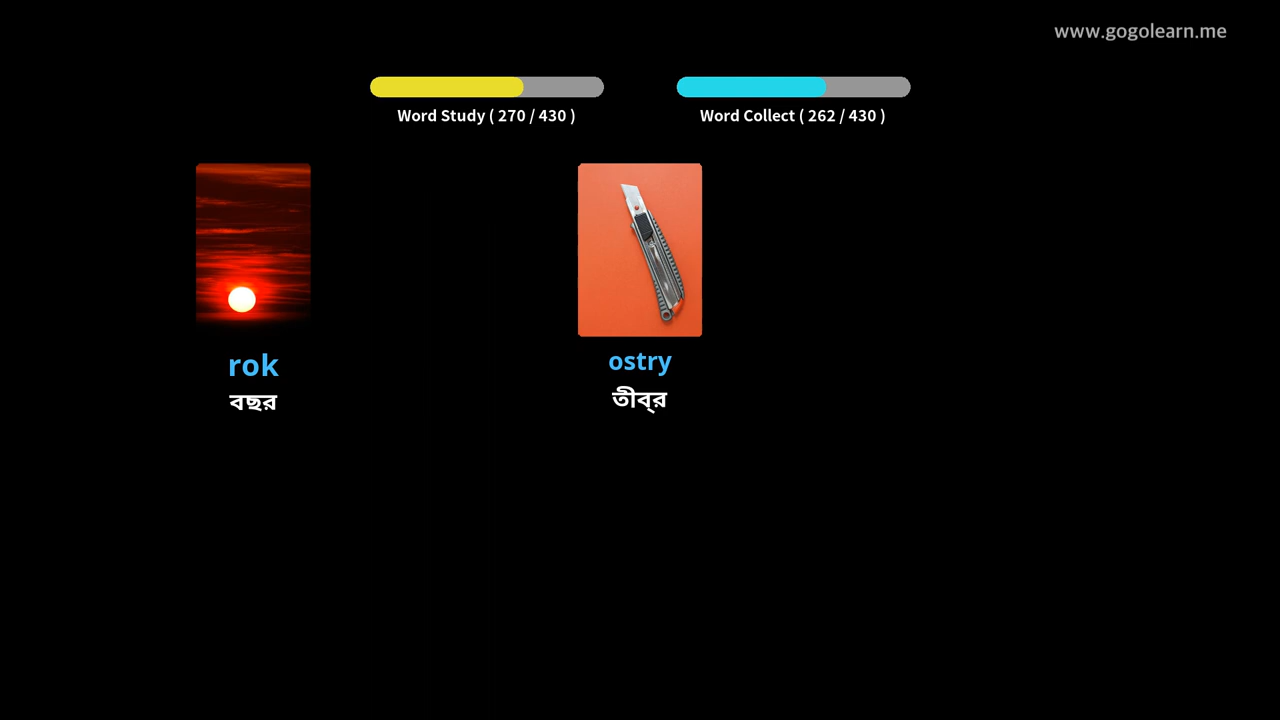 www.gogolearn.me
Word Study ( 270 / 430 )
Word Collect ( 262 / 430 )
rok
বছর
ostry
তীব্র